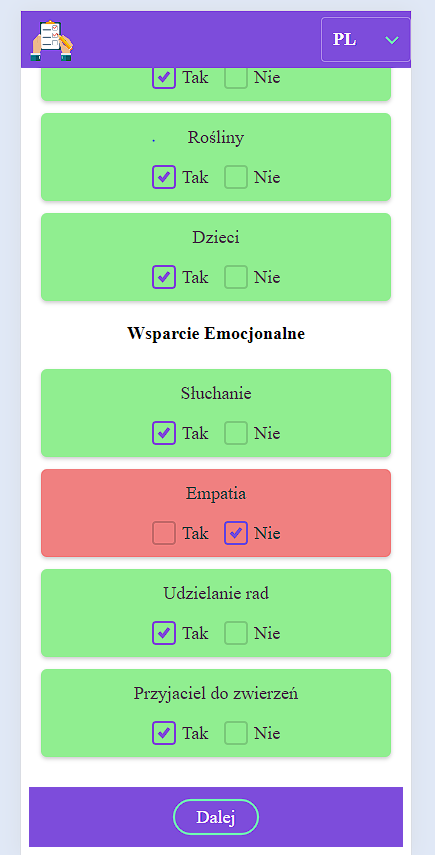 PL
Tak Nie
Rośliny
Tak Nie
Dzieci
Tak Nie
Wsparcie Emocjonalne
Słuchanie
Tak Nie
Empatia
Tak Nie
Udzielanie rad
Tak Nie
Przyjaciel do zwierzeń
Tak Nie
Dalej